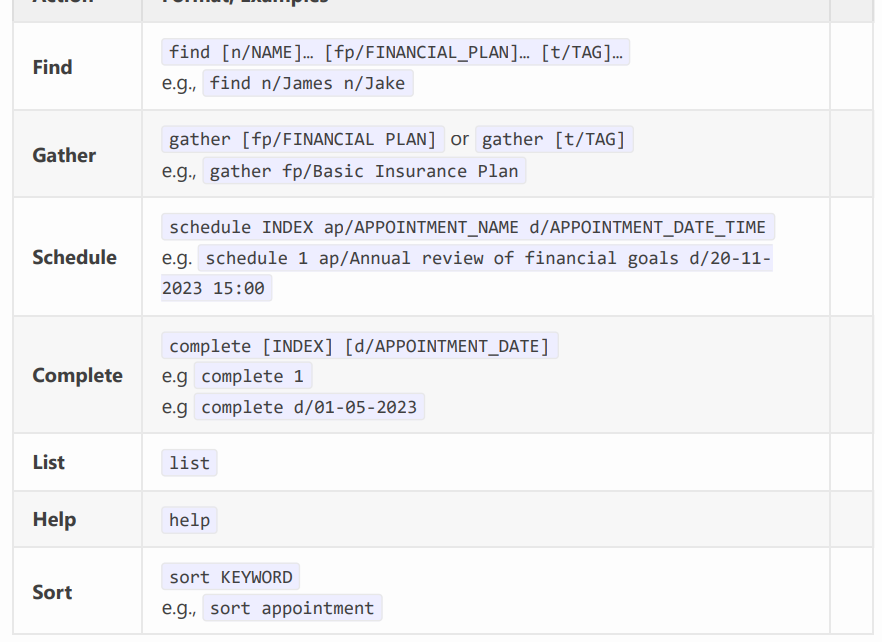 Action Format, Examples
Find
find [n/NAME]… [fp/FINANCIAL_PLAN]… [t/TAG]…
e.g., find n/James n/Jake
Gather
gather [fp/FINANCIAL PLAN] or gather [t/TAG]
e.g., gather fp/Basic Insurance Plan
Schedule
schedule INDEX ap/APPOINTMENT_NAME d/APPOINTMENT_DATE_TIME
e.g. schedule 1 ap/Annual review of financial goals d/20-11-
2023 15:00
Complete
complete [INDEX] [d/APPOINTMENT_DATE]
e.g complete 1
e.g complete d/01-05-2023
List
list
Help
help
Sort
sort KEYWORD
e.g., sort appointment